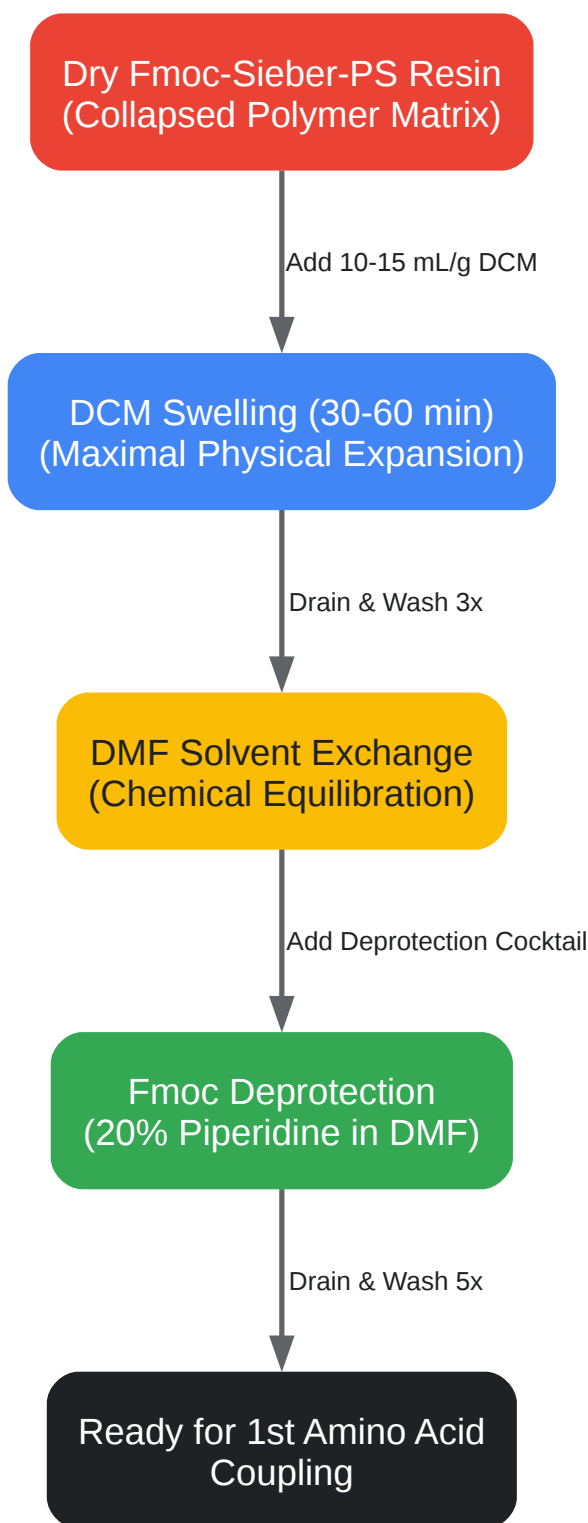 Dry Fmoc-Sieber-PS Resin
(Collapsed Polymer Matrix)
Add 10-15 mL/g DCM
DCM Swelling (30-60 min)
(Maximal Physical Expansion)
Drain & Wash 3x
DMF Solvent Exchange
(Chemical Equilibration)
Add Deprotection Cocktail
Fmoc Deprotection
(20% Piperidine in DMF)
Drain & Wash 5x
Ready for 1st Amino Acid
Coupling